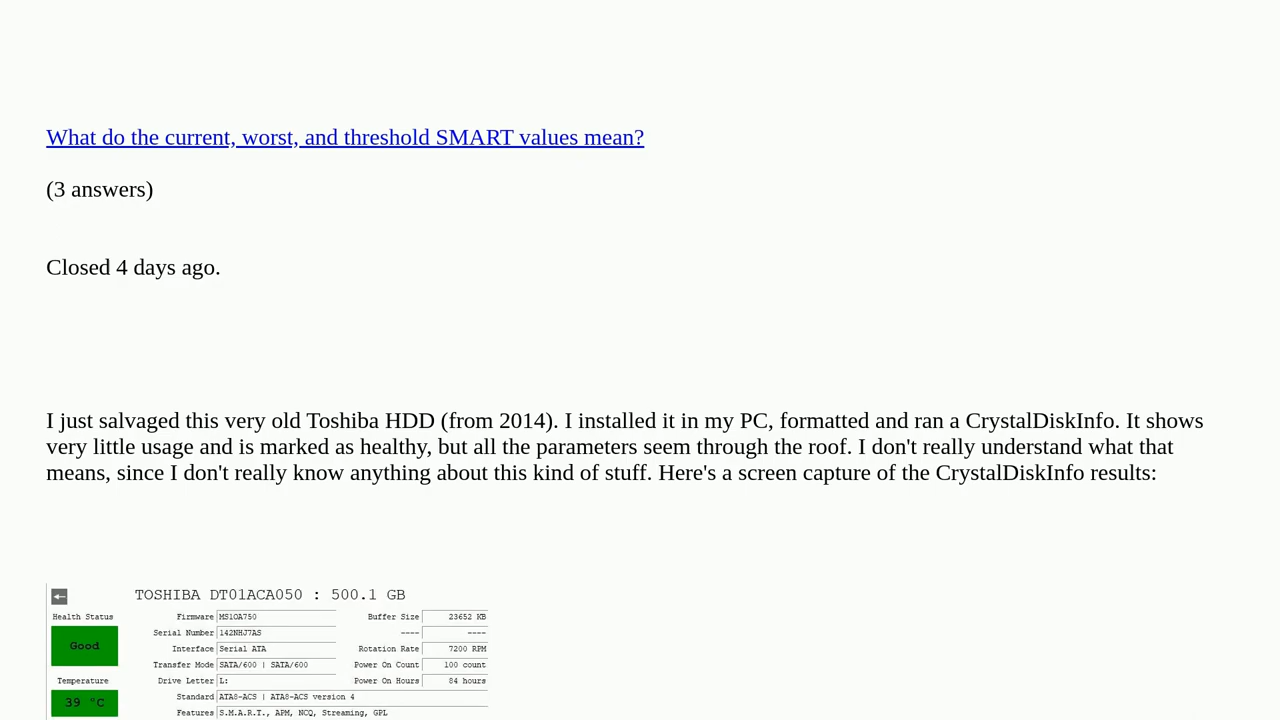 What do the current, worst, and threshold SMART values mean?
(3 answers)
Closed 4 days ago.
I just salvaged this very old Toshiba HDD (from 2014). I installed it in my PC, formatted and ran a CrystalDiskInfo. It shows
very little usage and is marked as healthy, but all the parameters seem through the roof. I don't really understand what that
means, since I don't really know anything about this kind of stuff. Here's a screen capture of the CrystalDiskInfo results:
TOSHIBA DT01ACA050 : 500.1 GB
Health Status Firmware MS1OA750 Buffer Size 23652 KB
Good Serial Number 142NHJ7AS ---- ----
Interface Serial ATA Rotation Rate 7200 RPM
Transfer Mode SATA/600 | SATA/600 Power On Count 100 count
Temperature Drive Letter L: Power On Hours 84 hours
39 °C Standard ATA8-ACS | ATA8-ACS version 4
Features S.M.A.R.T., APM, NCQ, Streaming, GPL